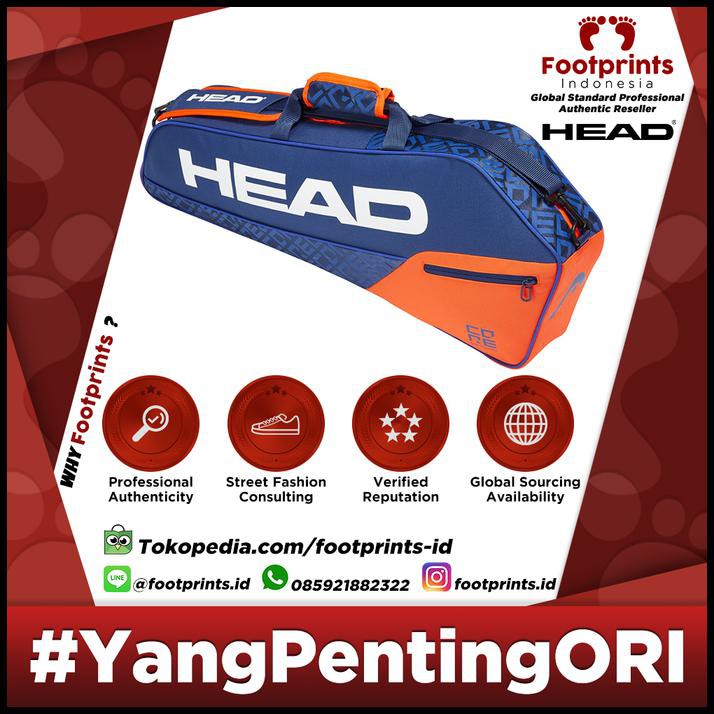 Footprints
Indonesia
Global Standard Professional
Authentic Reseller
HEAD®
HEAD
HEAD
CORE
WHY Footprints ?
Professional
Authenticity
Street Fashion
Consulting
Verified
Reputation
Global Sourcing
Availability
Tokopedia.com/footprints-id
LINE
@footprints.id
085921882322
footprints.id
#YangPentingORI